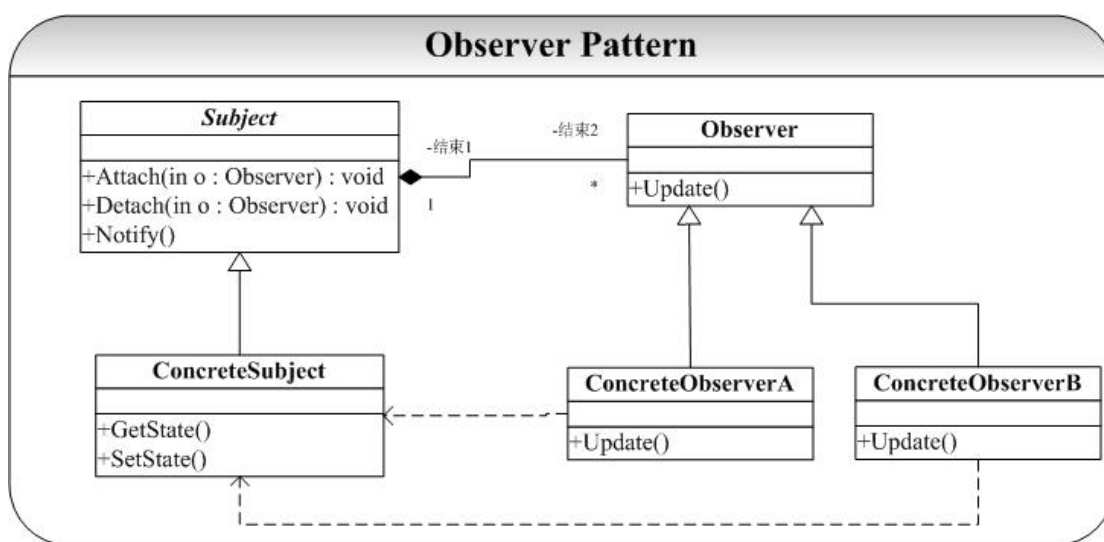 Observer Pattern
Subject
+Attach(in o : Observer) : void
+Detach(in o : Observer) : void
+Notify()
-结束1
1
-结束2
*
Observer
+Update()
ConcreteSubject
+GetState()
+SetState()
ConcreteObserverA
+Update()
ConcreteObserverB
+Update()